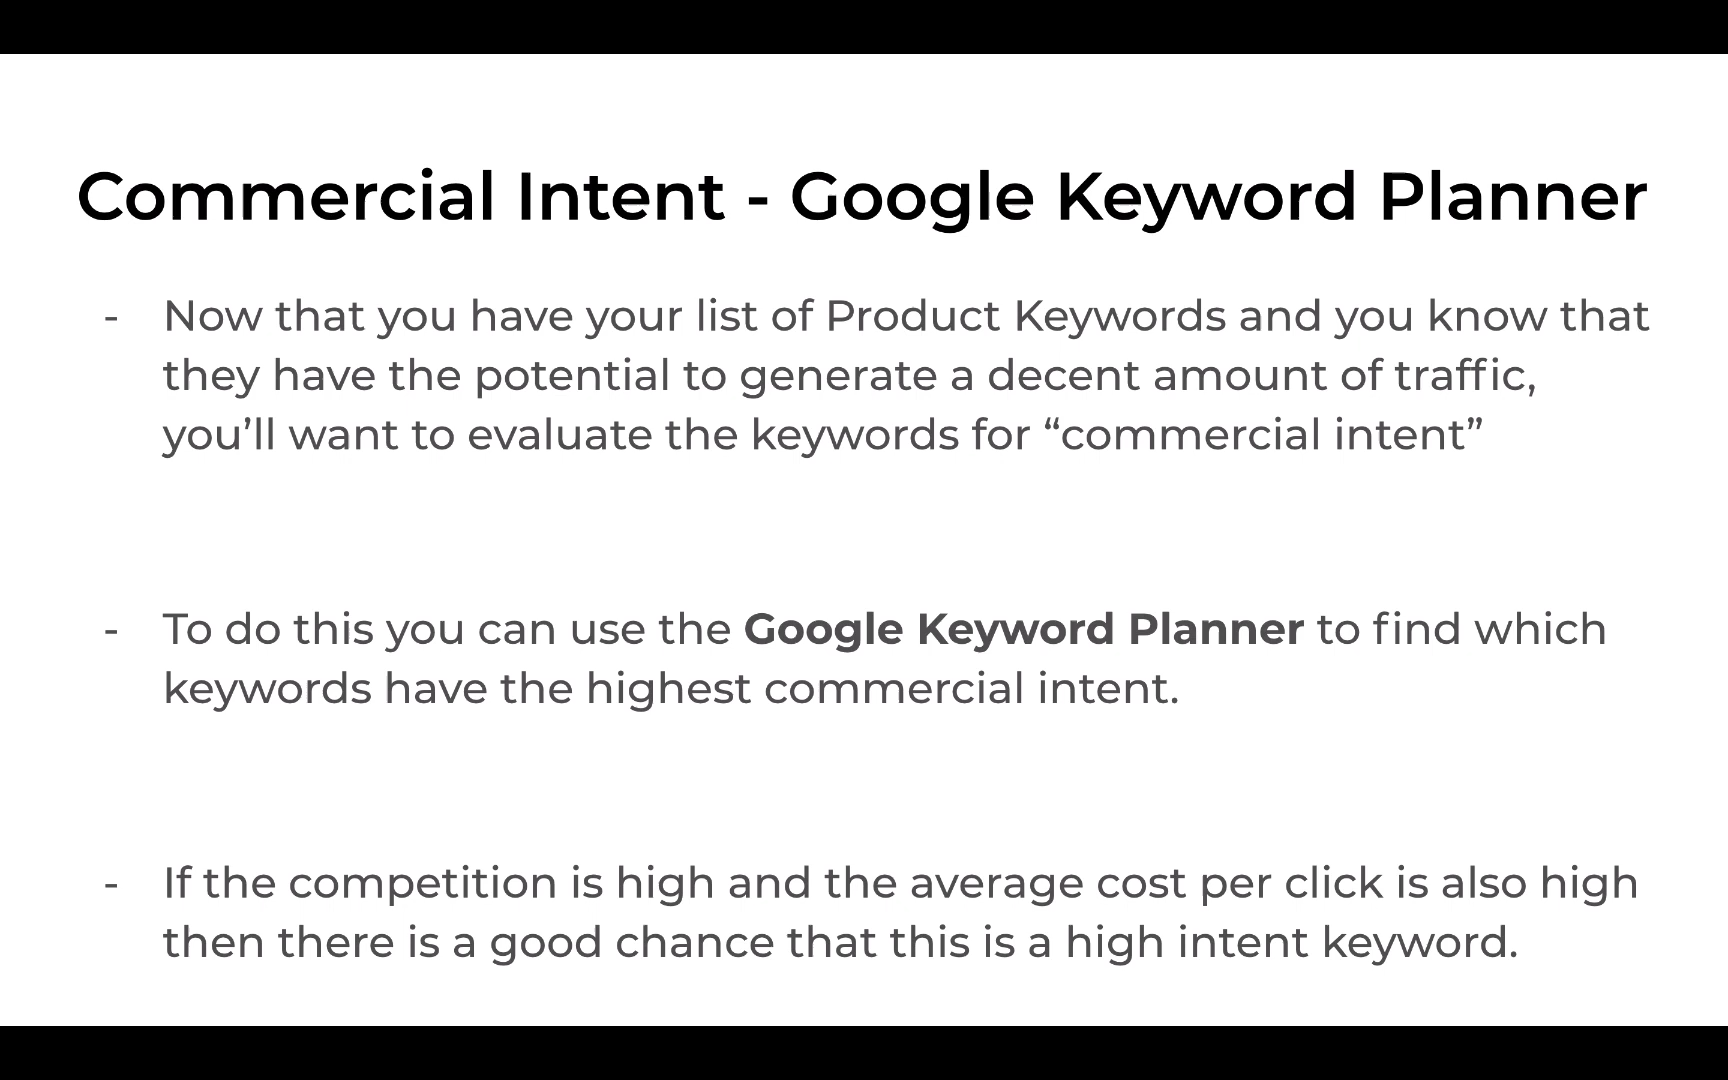 Commercial Intent - Google Keyword Planner
- Now that you have your list of Product Keywords and you know that
they have the potential to generate a decent amount of traffic,
you’ll want to evaluate the keywords for “commercial intent”
- To do this you can use the Google Keyword Planner to find which
keywords have the highest commercial intent.
- If the competition is high and the average cost per click is also high
then there is a good chance that this is a high intent keyword.